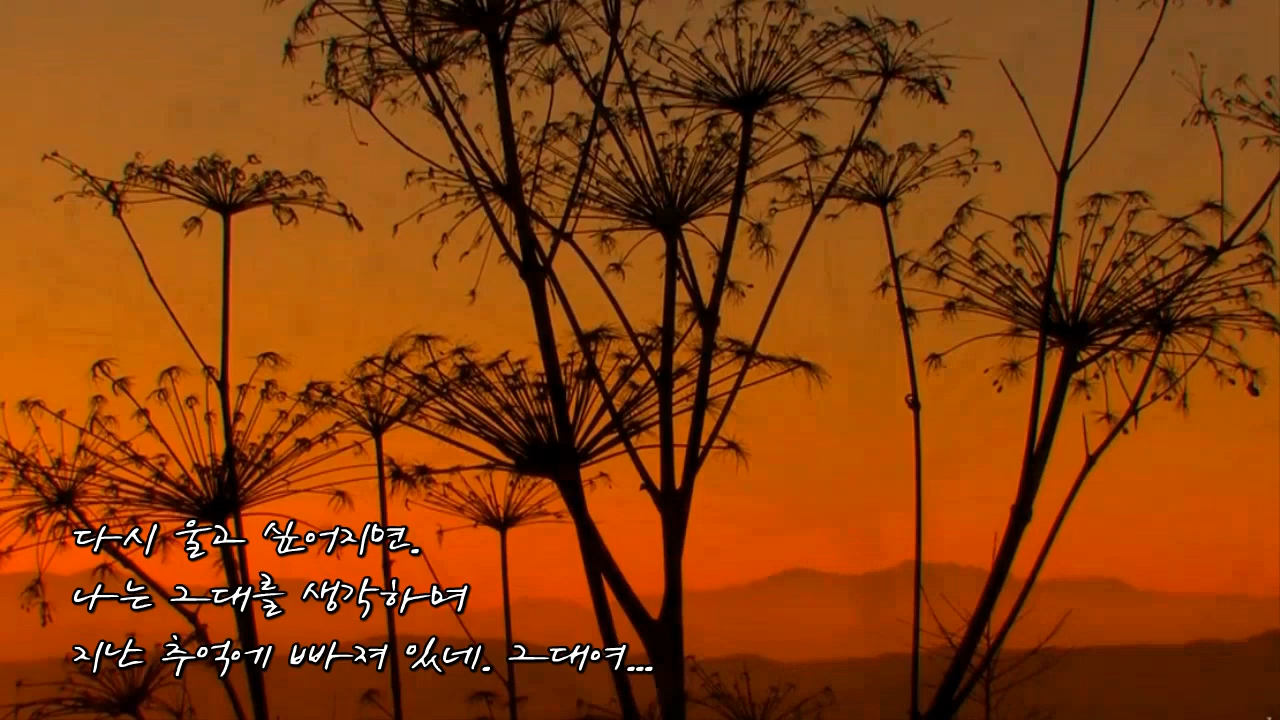 다시 울고 싶어지면.
나는 그대를 생각하며
지난 추억에 빠져 있네. 그대여...